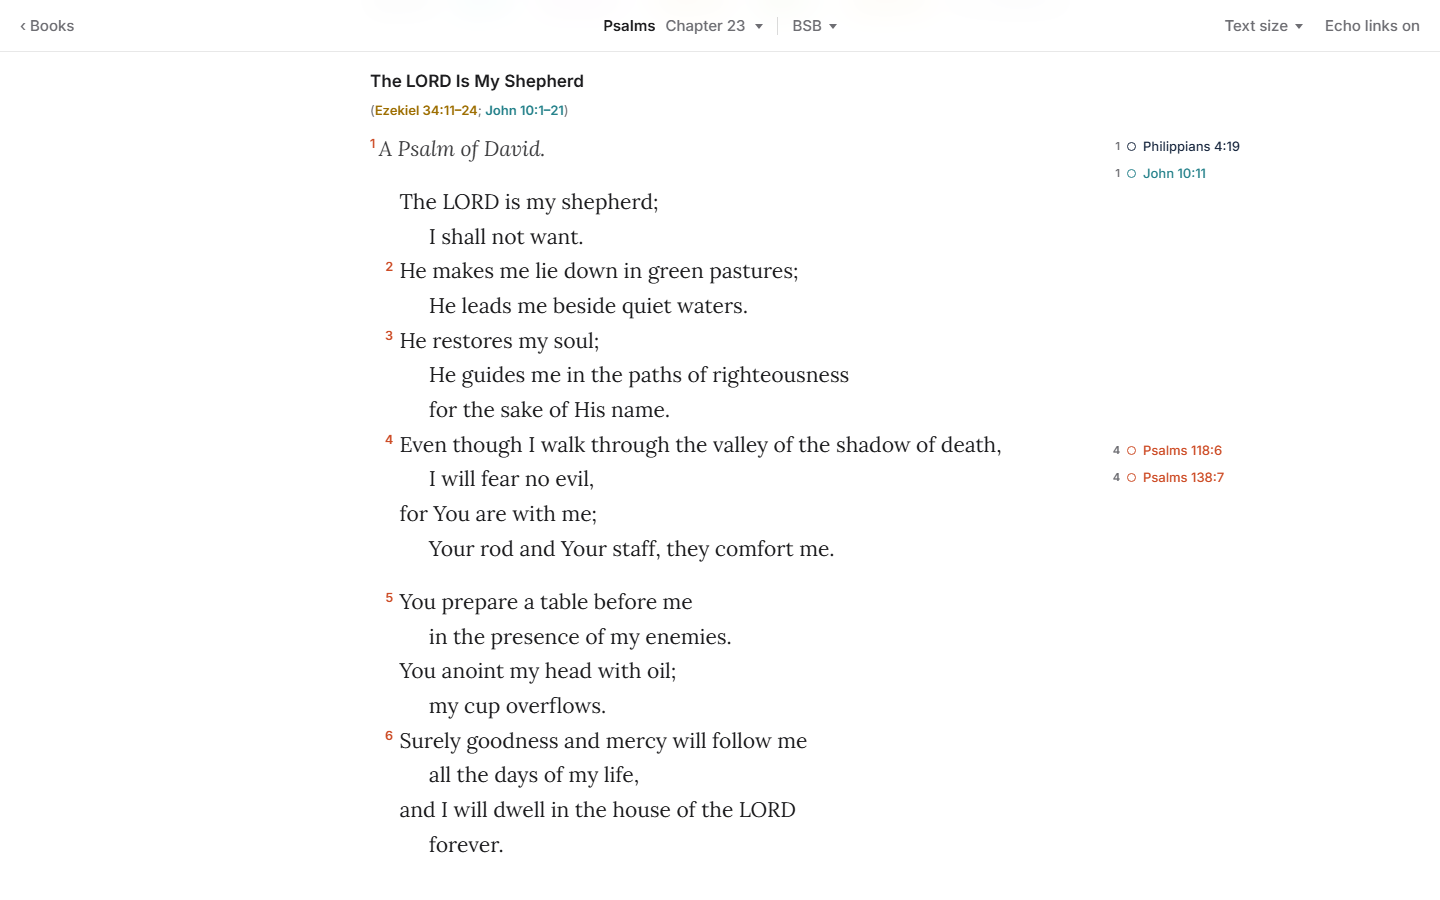 ‹ Books
Psalms Chapter 23 BSB
Text size
Echo links on
The LORD Is My Shepherd
(Ezekiel 34:11–24; John 10:1–21)
1 A Psalm of David.
The LORD is my shepherd;
I shall not want.
2 He makes me lie down in green pastures;
He leads me beside quiet waters.
3 He restores my soul;
He guides me in the paths of righteousness
for the sake of His name.
4 Even though I walk through the valley of the shadow of death,
I will fear no evil,
for You are with me;
Your rod and Your staff, they comfort me.
5 You prepare a table before me
in the presence of my enemies.
You anoint my head with oil;
my cup overflows.
6 Surely goodness and mercy will follow me
all the days of my life,
and I will dwell in the house of the LORD
forever.
1 Philippians 4:19
1 John 10:11
4 Psalms 118:6
4 Psalms 138:7